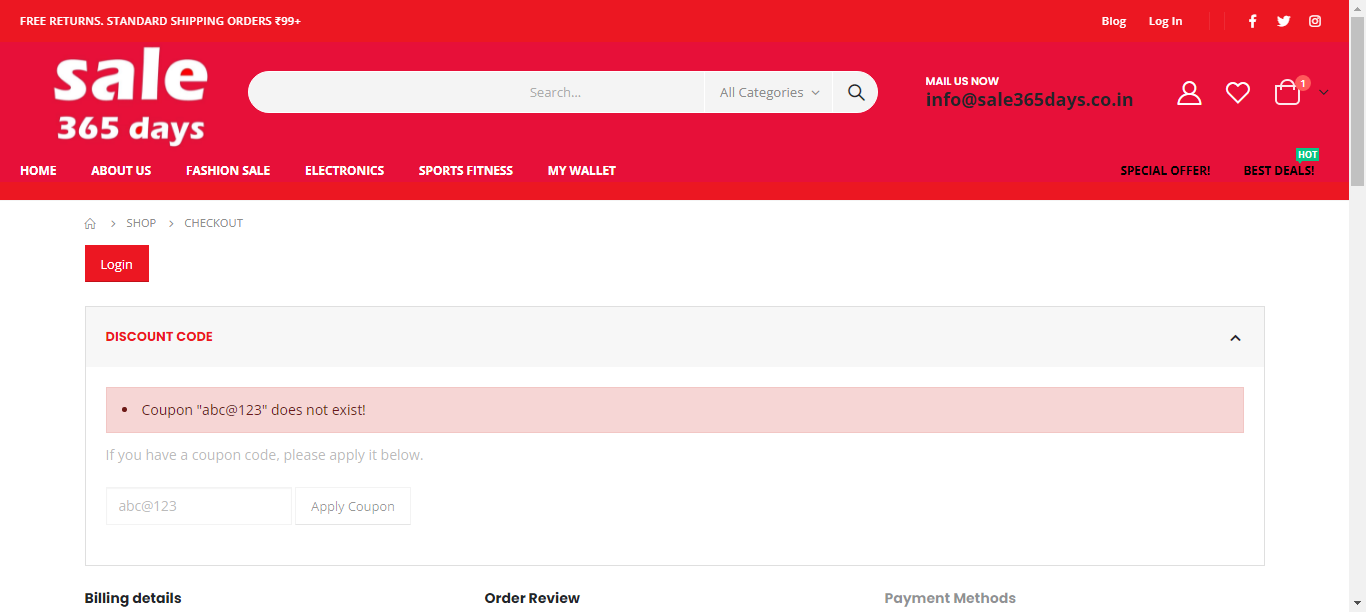 FREE RETURNS. STANDARD SHIPPING ORDERS ₹99+
Blog Log In
sale
365 days
Search...
All Categories
MAIL US NOW
info@sale365days.co.in
1
HOT
HOME ABOUT US FASHION SALE ELECTRONICS SPORTS FITNESS MY WALLET SPECIAL OFFER! BEST DEALS!
SHOP CHECKOUT
Login
DISCOUNT CODE
Coupon "abc@123" does not exist!
If you have a coupon code, please apply it below.
abc@123 Apply Coupon
Billing details Order Review Payment Methods